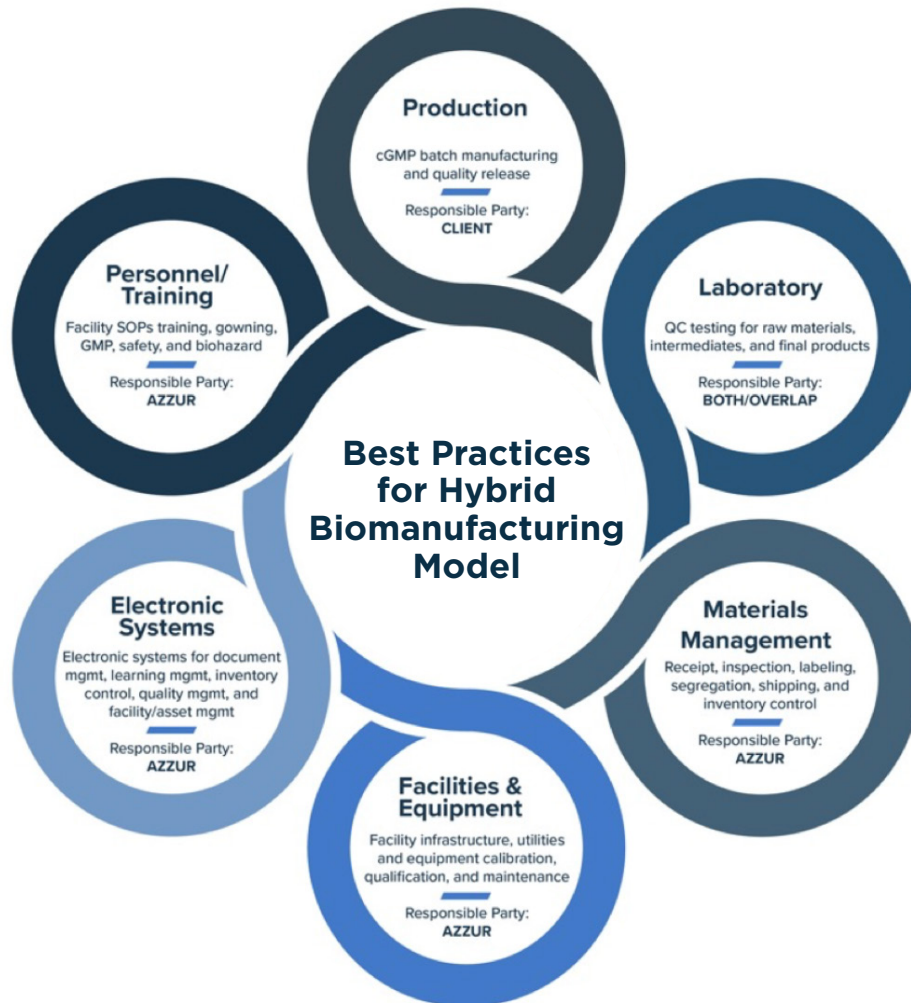 Production
cGMP batch manufacturing
and quality release
Responsible Party:
CLIENT
Laboratory
QC testing for raw materials,
intermediates, and final products
Responsible Party:
BOTH/OVERLAP
Materials
Management
Receipt, inspection, labeling,
segregation, shipping, and
inventory control
Responsible Party:
AZZUR
Facilities &
Equipment
Facility infrastructure, utilities
and equipment calibration,
qualification, and maintenance
Responsible Party:
AZZUR
Electronic
Systems
Electronic systems for document
mgmt, learning mgmt, inventory
control, quality mgmt, and
facility/asset mgmt
Responsible Party:
AZZUR
Personnel/
Training
Facility SOPs training, gowning,
GMP, safety, and biohazard
Responsible Party:
AZZUR
Best Practices
for Hybrid
Biomanufacturing
Model